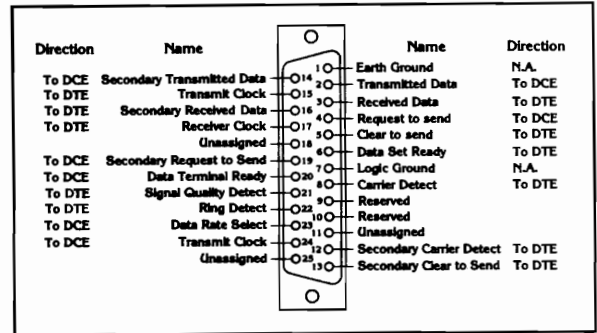 Direction Name
To DCE Secondary Transmitted Data 14
To DTE Transmit Clock 15
To DTE Secondary Received Data 16
To DTE Receiver Clock 17
Unassigned 18
To DCE Secondary Request to Send 19
To DCE Data Terminal Ready 20
To DTE Signal Quality Detect 21
To DTE Ring Detect 22
To DCE Data Rate Select 23
To DCE Transmit Clock 24
Unassigned 25
Name Direction
1 Earth Ground N.A.
2 Transmitted Data To DCE
3 Received Data To DTE
4 Request to send To DCE
5 Clear to send To DTE
6 Data Set Ready To DTE
7 Logic Ground N.A.
8 Carrier Detect To DTE
9 Reserved
10 Reserved
11 Unassigned
12 Secondary Carrier Detect To DTE
13 Secondary Clear to Send To DTE